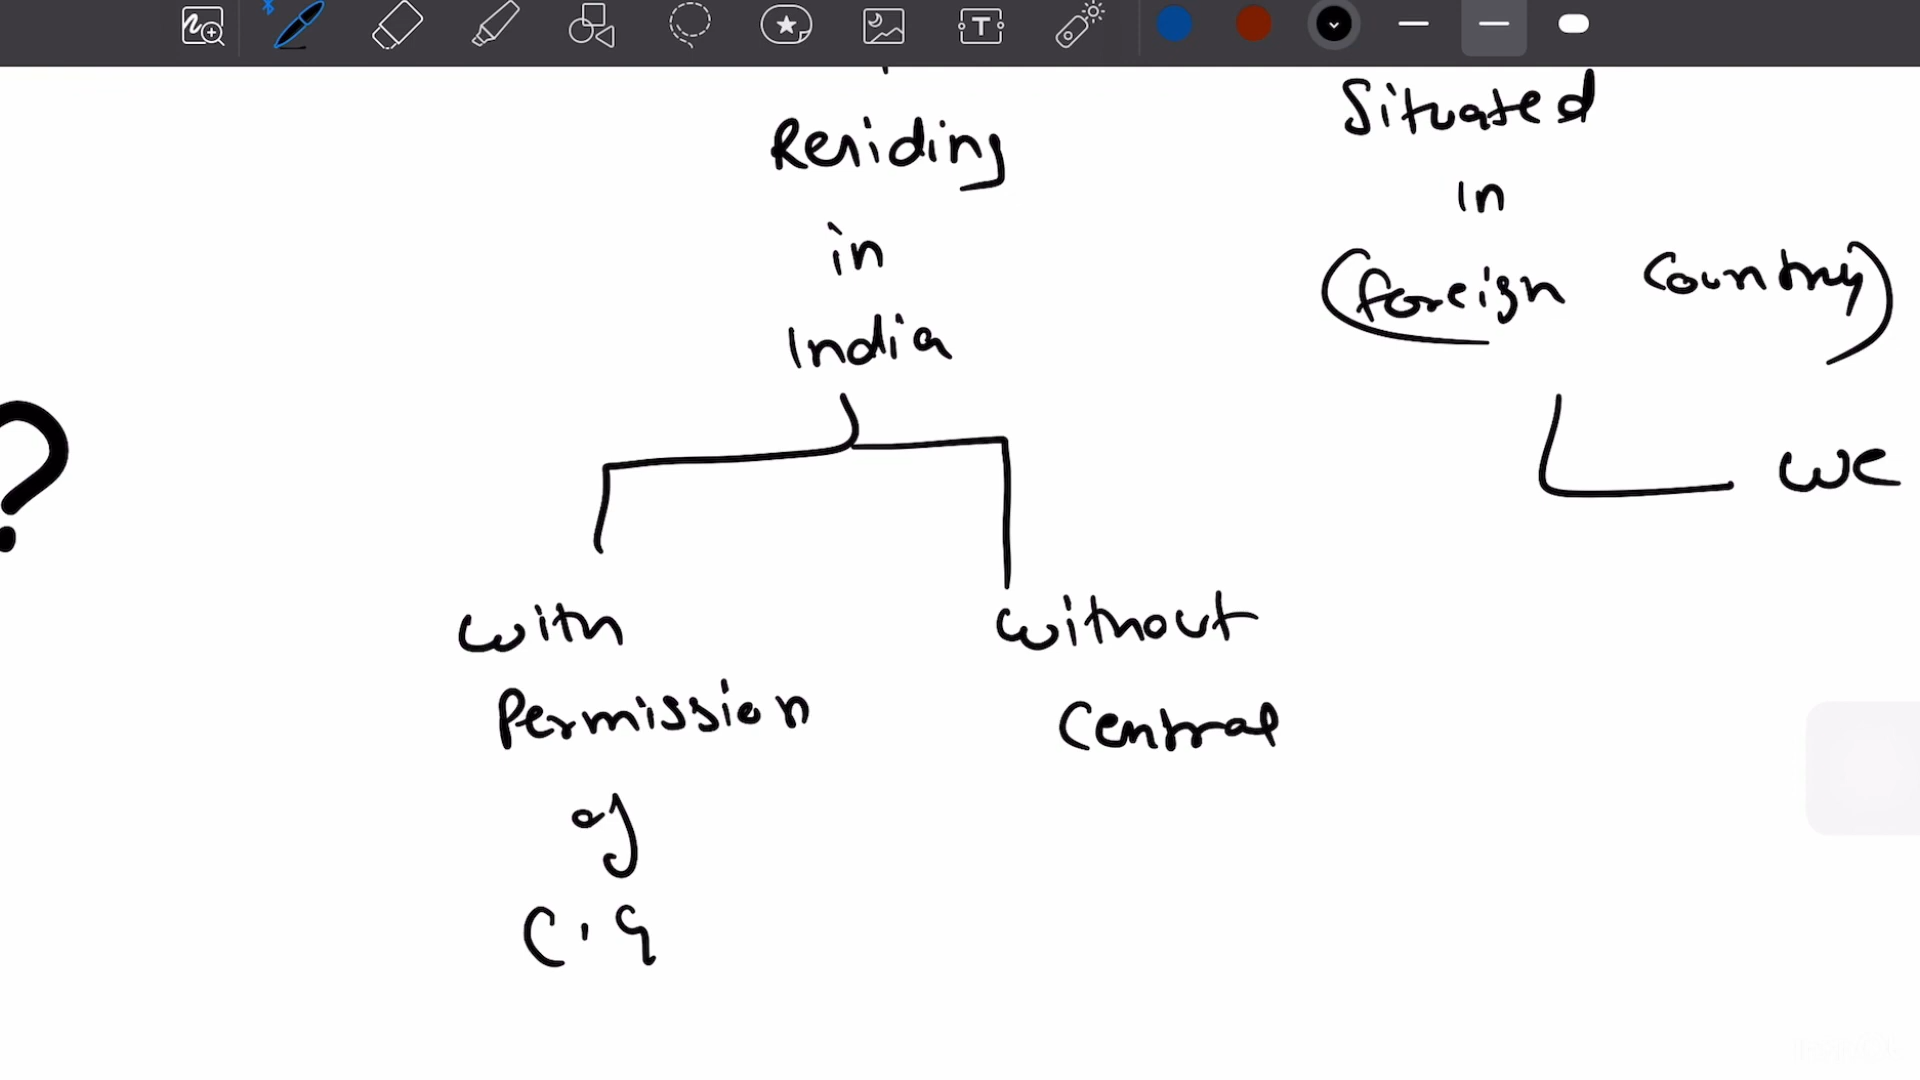 Residing
in
India
Situated
in
(foreign Country)
we
?
with
Permission
of
C.G
without
Central